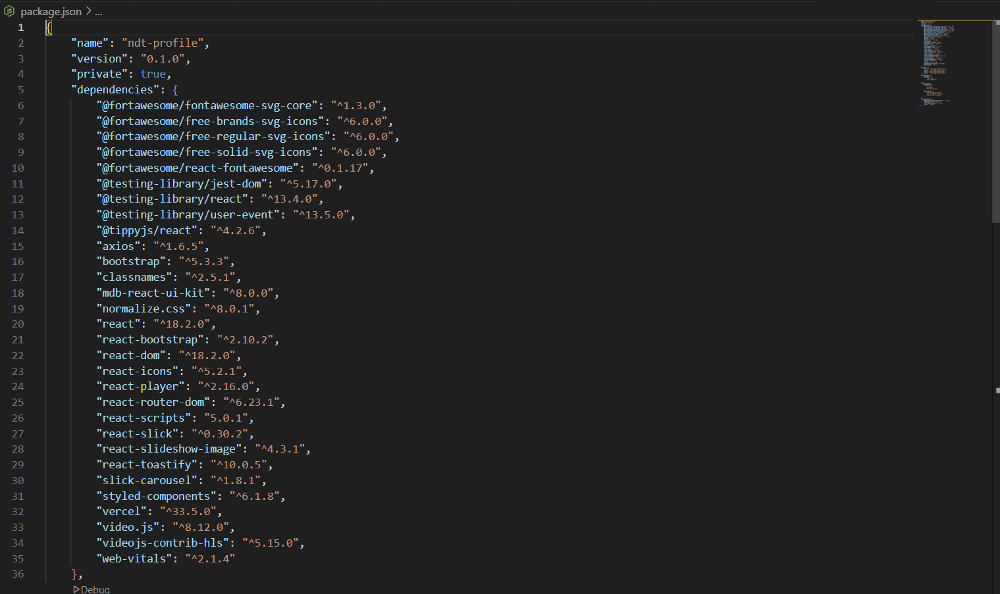 package.json > ...
1 {
2 "name": "ndt-profile",
3 "version": "0.1.0",
4 "private": true,
5 "dependencies": {
6 "@fortawesome/fontawesome-svg-core": "^1.3.0",
7 "@fortawesome/free-brands-svg-icons": "^6.0.0",
8 "@fortawesome/free-regular-svg-icons": "^6.0.0",
9 "@fortawesome/free-solid-svg-icons": "^6.0.0",
10 "@fortawesome/react-fontawesome": "^0.1.17",
11 "@testing-library/jest-dom": "^5.17.0",
12 "@testing-library/react": "^13.4.0",
13 "@testing-library/user-event": "^13.5.0",
14 "@tippyjs/react": "^4.2.6",
15 "axios": "^1.6.5",
16 "bootstrap": "^5.3.3",
17 "classnames": "^2.5.1",
18 "mdb-react-ui-kit": "^8.0.0",
19 "normalize.css": "^8.0.1",
20 "react": "^18.2.0",
21 "react-bootstrap": "^2.10.2",
22 "react-dom": "^18.2.0",
23 "react-icons": "^5.2.1",
24 "react-player": "^2.16.0",
25 "react-router-dom": "^6.23.1",
26 "react-scripts": "5.0.1",
27 "react-slick": "^0.30.2",
28 "react-slideshow-image": "^4.3.1",
29 "react-toastify": "^10.0.5",
30 "slick-carousel": "^1.8.1",
31 "styled-components": "^6.1.8",
32 "vercel": "^33.5.0",
33 "video.js": "^8.12.0",
34 "videojs-contrib-hls": "^5.15.0",
35 "web-vitals": "^2.1.4"
36 },
Debug